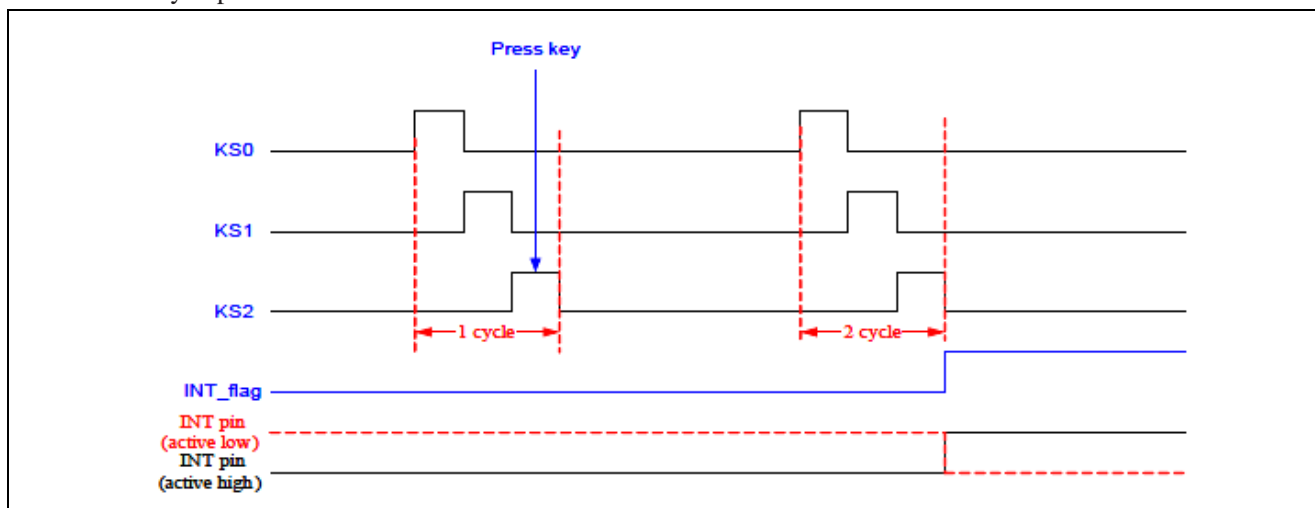 Press key
KS0
KS1
KS2
1 cycle
2 cycle
INT_flag
INT pin
(active low)
INT pin
(active high)